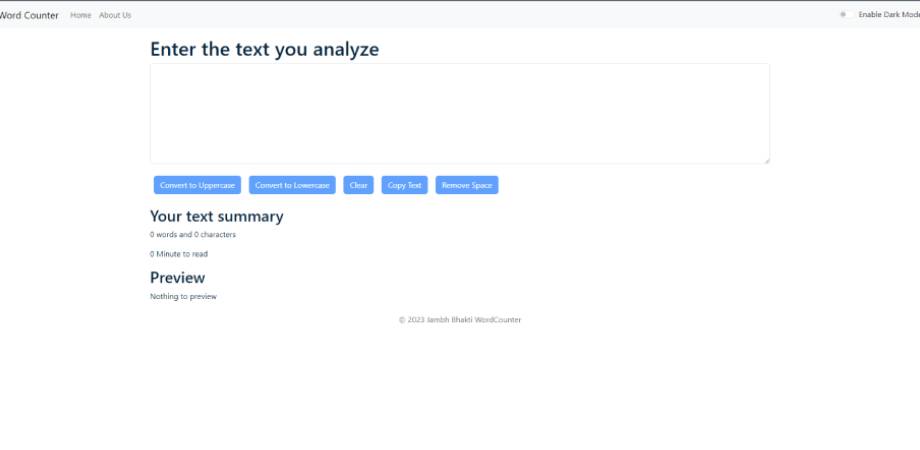 Word Counter Home About Us Enable Dark Mode
Enter the text you analyze
Convert to Uppercase Convert to Lowercase Clear Copy Text Remove Space
Your text summary
0 words and 0 characters
0 Minute to read
Preview
Nothing to preview
© 2023 Jambh Bhakti WordCounter